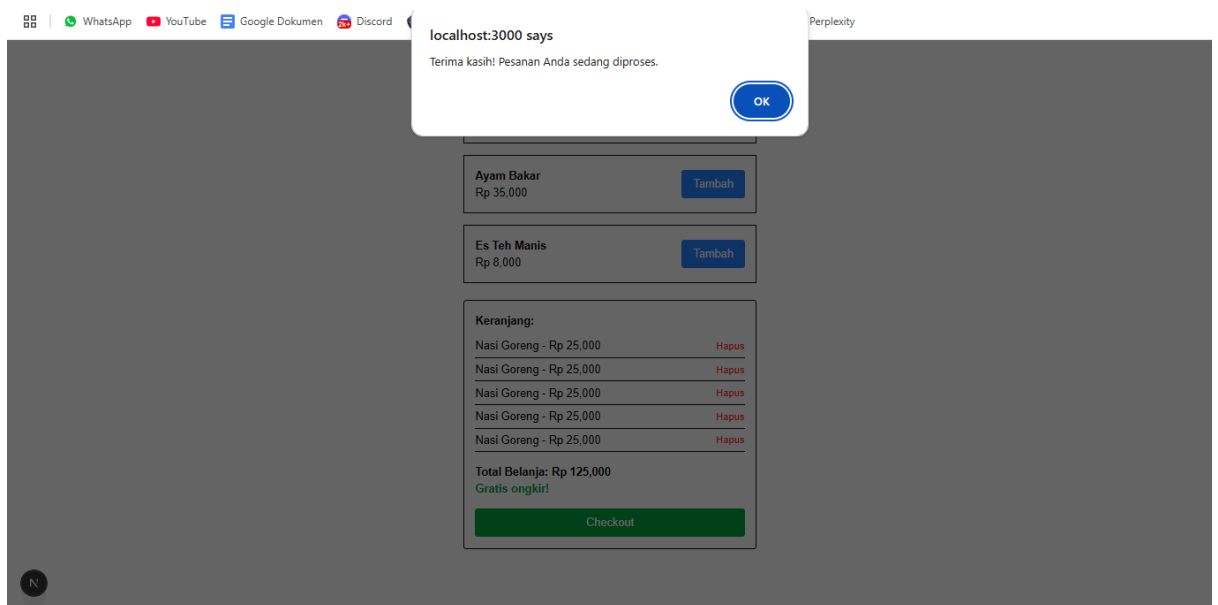 WhatsApp YouTube Google Dokumen Discord Perplexity
localhost:3000 says
Terima kasih! Pesanan Anda sedang diproses.
OK
Ayam Bakar
Rp 35,000
Tambah
Es Teh Manis
Rp 8,000
Tambah
Keranjang:
Nasi Goreng - Rp 25,000 Hapus
Nasi Goreng - Rp 25,000 Hapus
Nasi Goreng - Rp 25,000 Hapus
Nasi Goreng - Rp 25,000 Hapus
Nasi Goreng - Rp 25,000 Hapus
Total Belanja: Rp 125,000
Gratis ongkir!
Checkout
N